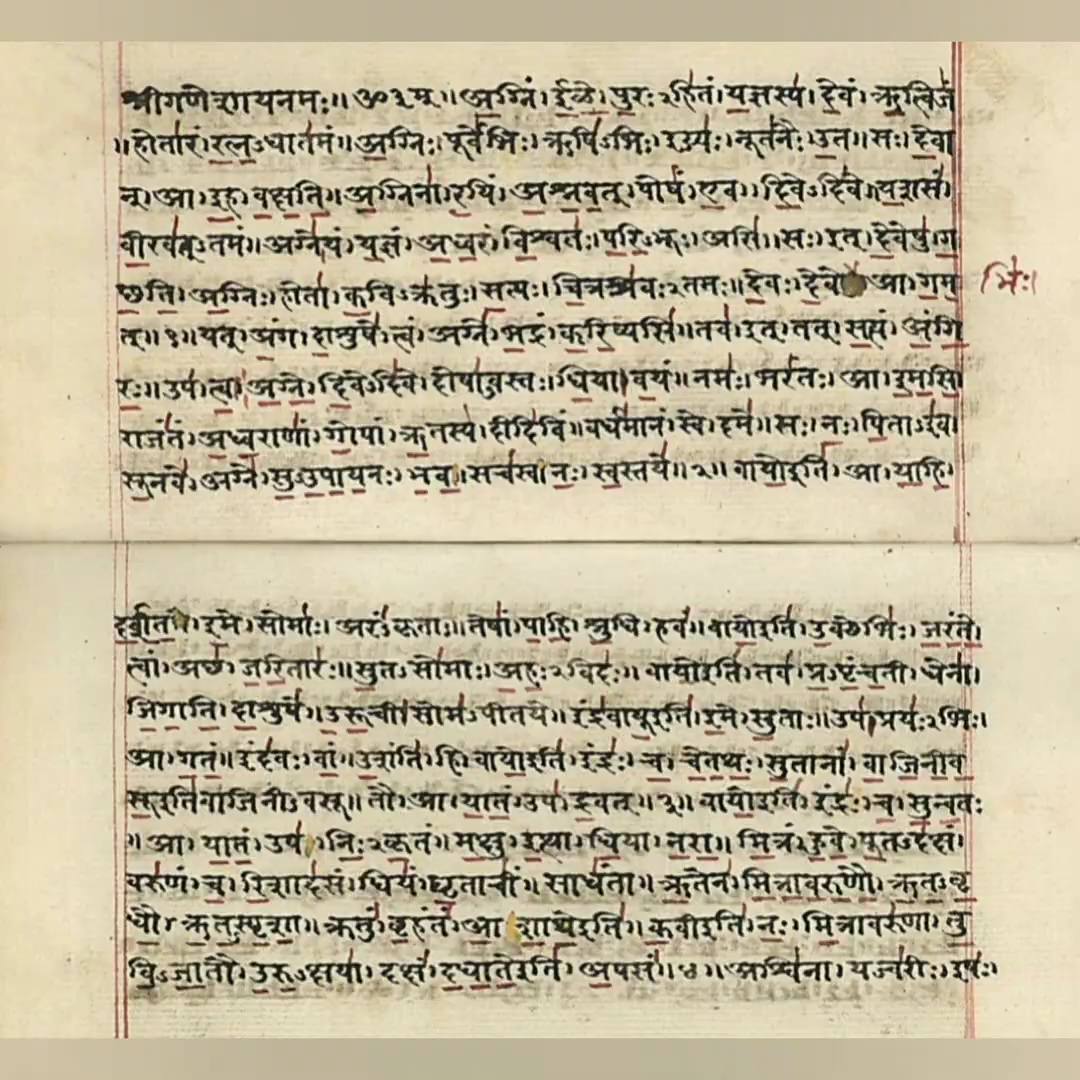 श्रीगणेशायनमः॥ ॐ३म्॥ अग्निं। ईळे। पुरःऽहितं। यज्ञस्य। देवं। ऋत्विजं
॥होतारं। रत्नऽधातमं॥ अग्निः। पूर्वेभिः। ऋषिऽभिः। ईड्यः। नूतनैः। उत॥ सः। देवा
न्। आ। इह। वक्षति॥ अग्निना। रयिं। अश्नवत्। पोषं। एव। दिवेऽदिवे। यशसं
वीरवत्ऽतमं॥ अग्ने। यं। यज्ञं। अध्वरं। विश्वतः। परिऽभूः। असि॥ सः। इत्। देवेषु। ग
छति। अग्निः। होता। कविऽक्रतुः। सत्यः। चित्रश्रवःऽतमः॥ देवः। देवे आ। गम भिः॥
त्॥१॥ यत्। अंग। दाशुषे। त्वं। अग्ने। भद्रं। करिष्यसि॥ तव। इत्। तत्। सत्यं। अंगि
रः॥ उप। त्वा। अग्ने। दिवेऽदिवे। दोषाऽवस्तः। धिया। वयं॥ नमः। भरंतः। आ। इमसि
राजंतं। अध्वराणां। गोपां। ऋतस्य। दीदिविं॥ वर्धमानं। स्वे। दमे॥ सः। नः। पिताऽइव।
सूनवे। अग्ने। सुऽउपायनः। भव। सचस्व। नः। स्वस्तये॥२॥ वायोइति। आ। याहि।
दर्शत। इमे। सोमाः। अरंऽकृताः॥ तेषां। पाहि। श्रुधि। हवं॥ वायोइति। उक्थेभिः। जरंते।
त्वां। अछ। जरितारः॥ सुतऽसोमाः। अहःऽविदः॥ वायोइति। तव। प्रऽपृंचती। धेना।
जिगाति। दाशुषे॥ उरूची। सोमऽपीतये॥ इंद्रवायूइति। इमे। सुताः॥ उप। प्रयःऽभिः।
आ। गतं॥ इंदवः। वां। उशंति। हि। वायोइति। इंद्रः। च। चेतथः। सुतानां। वाजिनीव
सूइतिवाजिनीऽवसू॥ तौ। आ। यातं। उप। द्रवत्॥३॥ वायोइति। इंद्रः। च। सुन्वतः
॥ आ। यातं। उप। निःऽकृतं॥ मक्षु। इत्था। धिया। नरा॥ मित्रं। हुवे। पूतऽदक्षं।
वरुणं। च। रिशादसं॥ धियं। घृताचीं। साधंता॥ ऋतेन। मित्रावरुणौ। ऋतऽवृ
धौ। ऋतऽस्पृशा॥ क्रतुं। बृहंतं। आशाथेइति॥ कवीइति। नः। मित्रावरुणा। तु
विऽजातौ। उरुऽक्षया। दक्षं। दधातेइति। अपसं॥४॥ अश्विना। यज्वरीः। इषः।